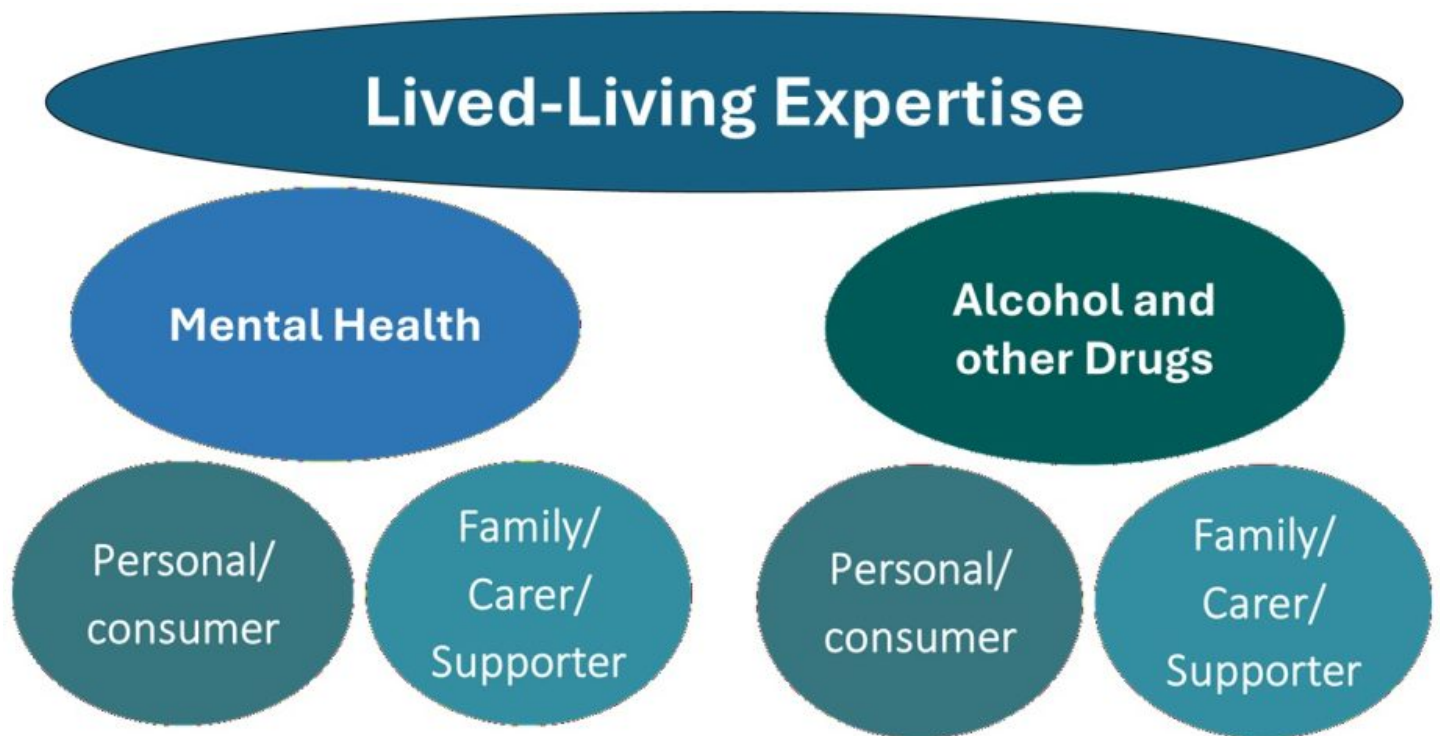 Lived-Living Expertise
Mental Health
Alcohol and
other Drugs
Personal/
consumer
Family/
Carer/
Supporter
Personal/
consumer
Family/
Carer/
Supporter